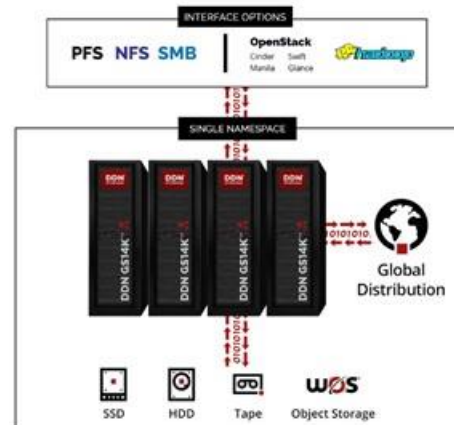 INTERFACE OPTIONS
PFS NFS SMB
OpenStack
Cinder Swift
Manila Glance
hadoop
SINGLE NAMESPACE
DDN DDN DDN DDN
DDN GS14K DDN GS14K DDN GS14K DDN GS14K
Global
Distribution
SSD HDD Tape Object Storage
WOS